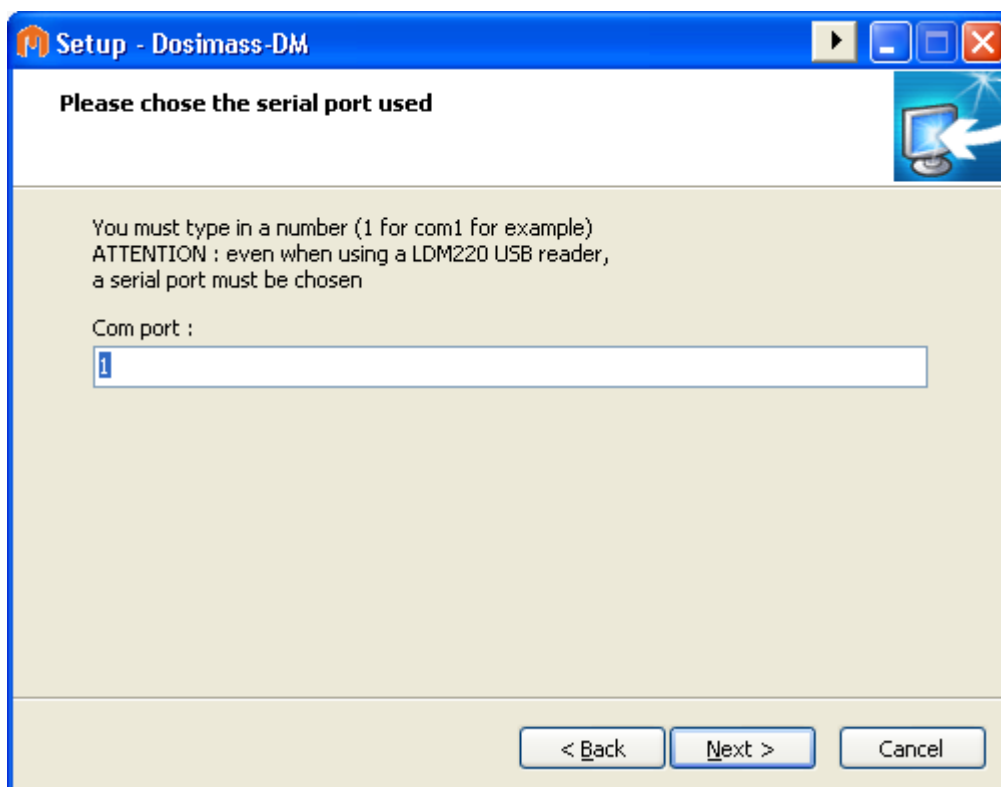 Setup - Dosimass-DM
Please chose the serial port used
You must type in a number (1 for com1 for example)
ATTENTION : even when using a LDM220 USB reader,
a serial port must be chosen
Com port :
1
< Back
Next >
Cancel